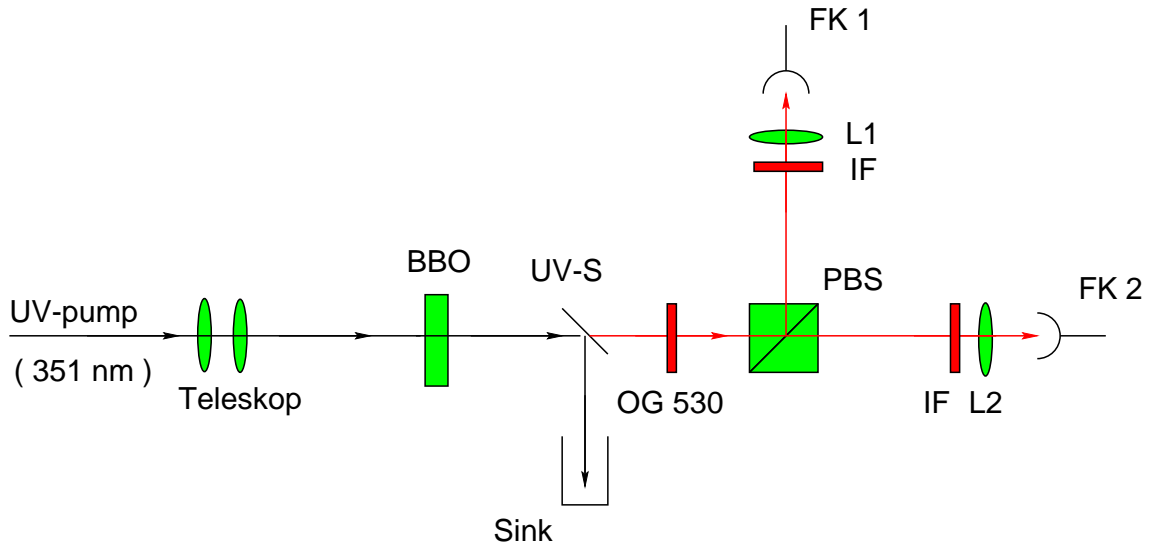 FK 1
L1
IF
BBO
UV-S
PBS
FK 2
UV-pump
( 351 nm )
Teleskop
OG 530
IF L2
Sink